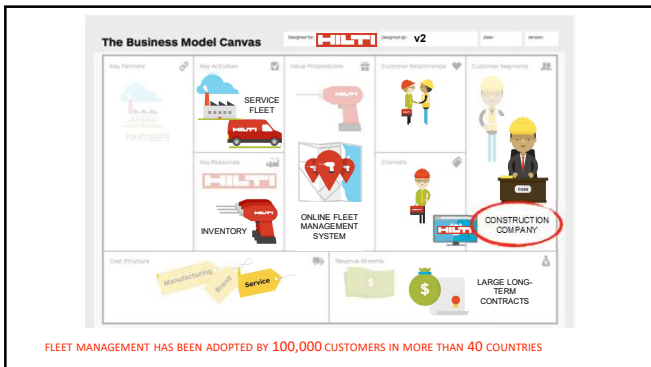 The Business Model Canvas
Designed for: HILTI
Designed by: v2
Date:
Version:
Key Partners
Key Activities
Value Propositions
Customer Relationships
Customer Segments
PARTNERS
SERVICE
FLEET
HILTI
Key Resources
HILTI
HILTI
INVENTORY
ONLINE FLEET
MANAGEMENT
SYSTEM
Channels
HILTI
CONSTRUCTION
COMPANY
Cost Structure
Manufacturing
Brand
Service
Revenue Streams
$
$
LARGE LONG-
TERM
CONTRACTS
FLEET MANAGEMENT HAS BEEN ADOPTED BY 100,000 CUSTOMERS IN MORE THAN 40 COUNTRIES